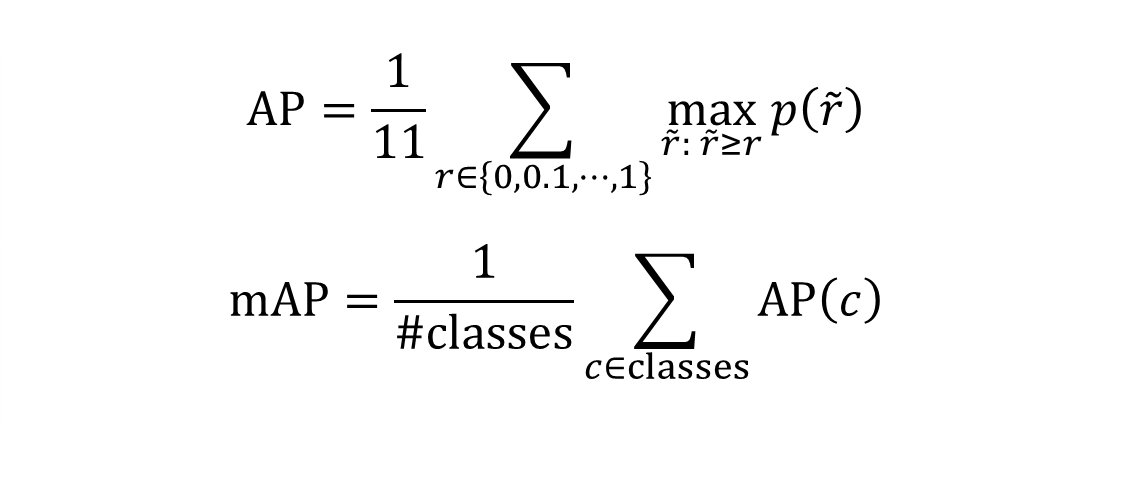 AP = 1/11 ∑_{r∈{0,0.1,⋯,1}} max_{r̃: r̃≥r} p(r̃)
mAP = 1/#classes ∑_{c∈classes} AP(c)